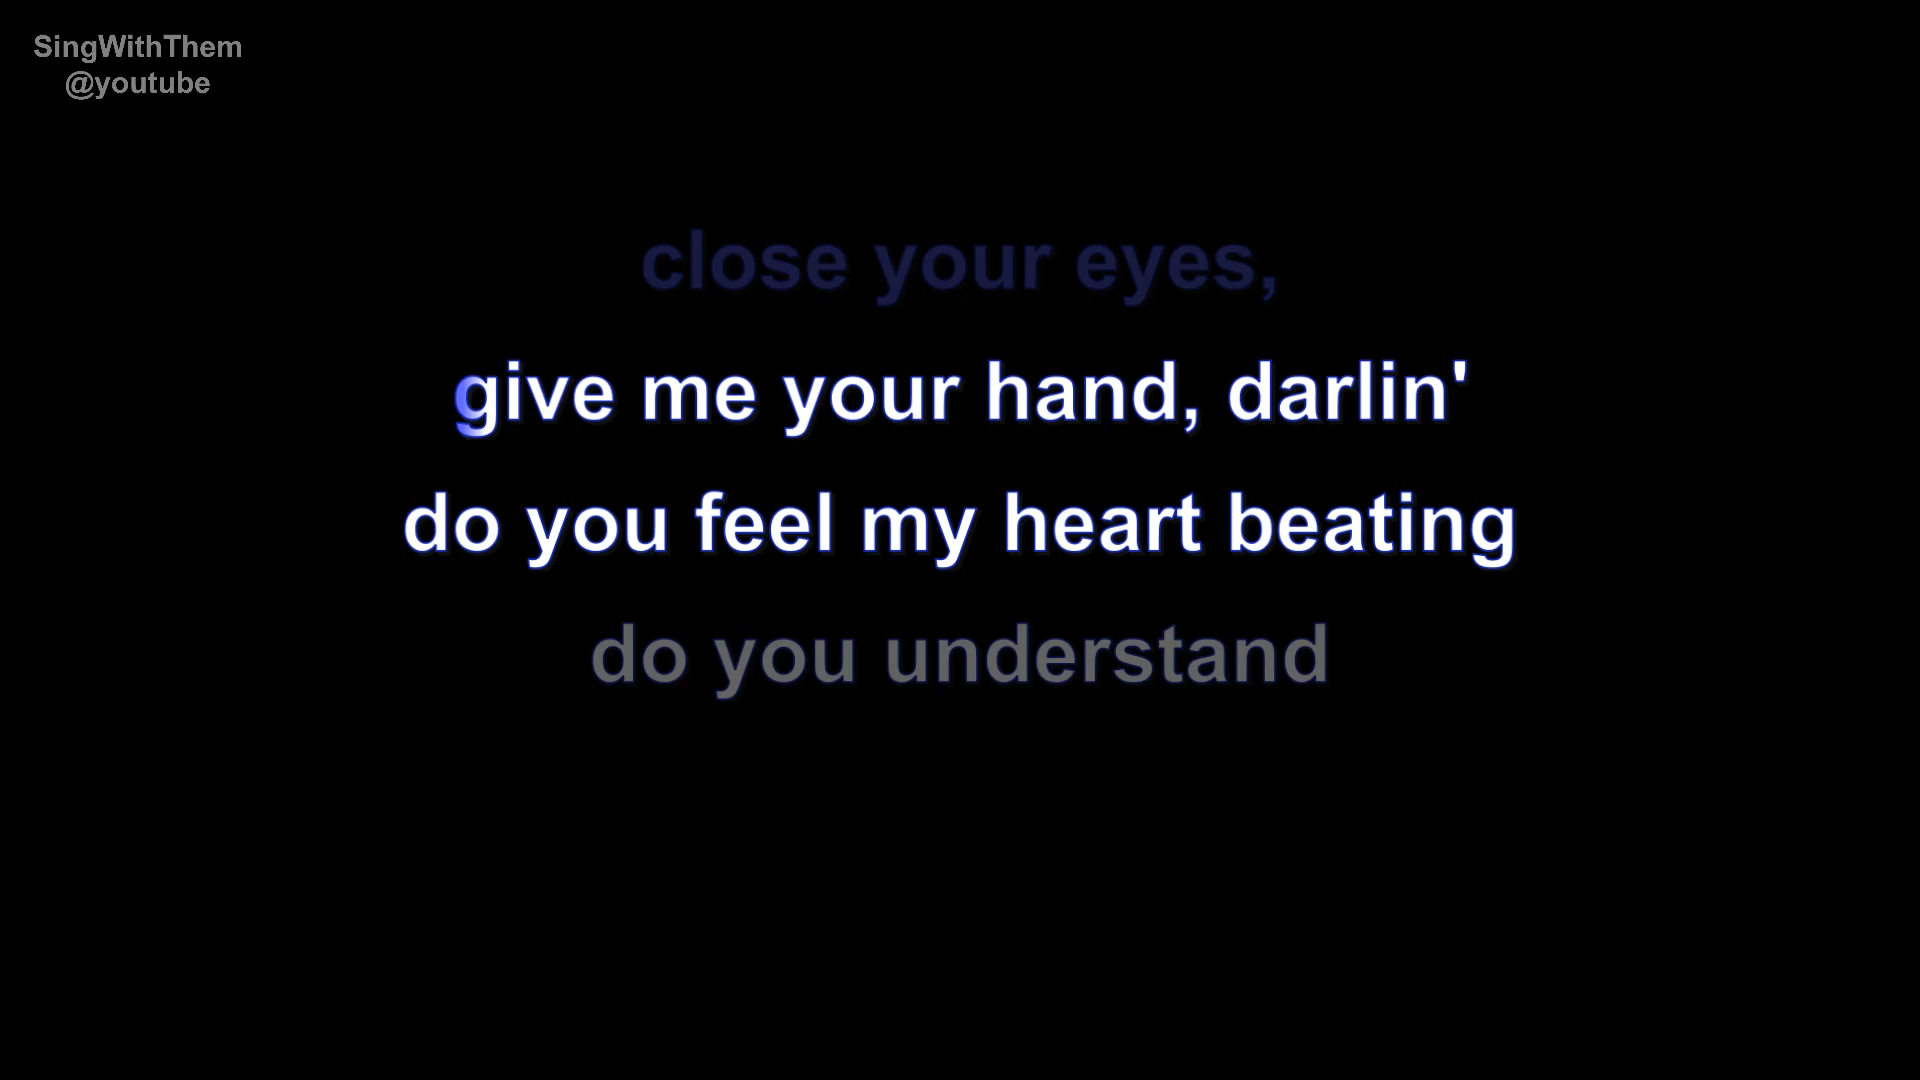 SingWithThem
@youtube
close your eyes,
give me your hand, darlin'
do you feel my heart beating
do you understand